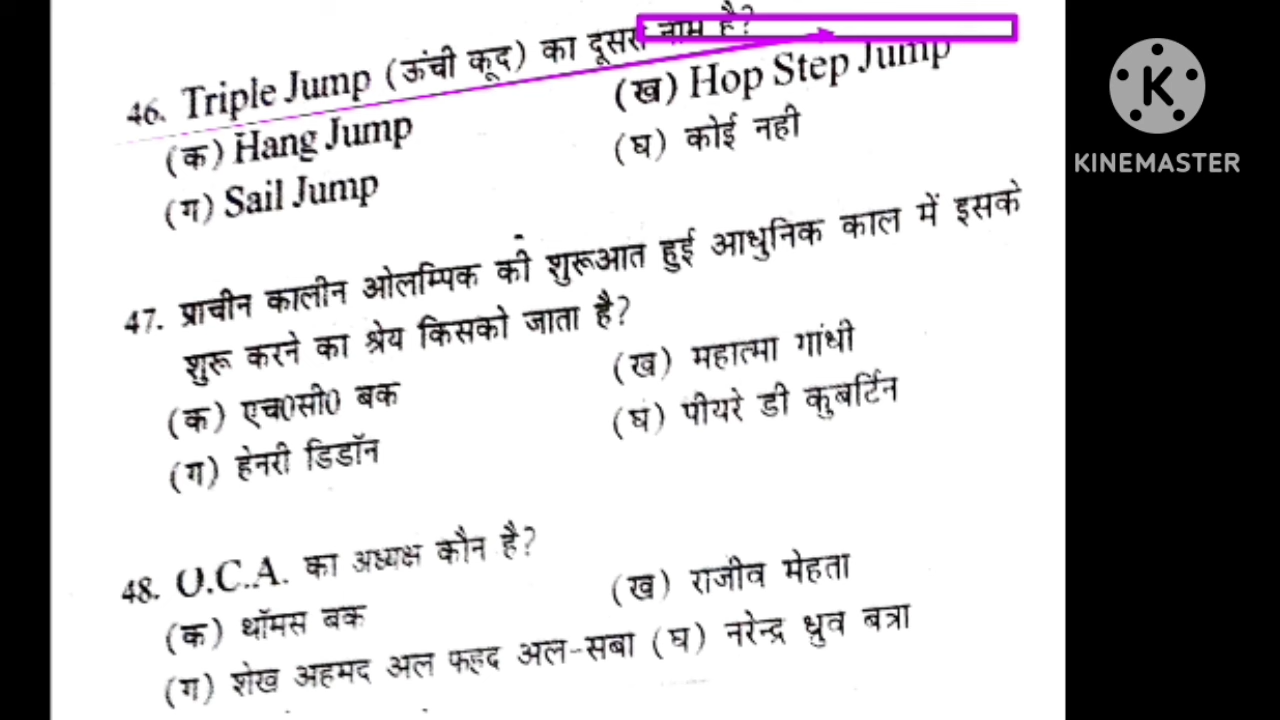 46. Triple Jump (ऊंची कूद) का दूसरा नाम है?
(क) Hang Jump (ख) Hop Step Jump
(ग) Sail Jump (घ) कोई नही
47. प्राचीन कालीन ओलम्पिक की शुरूआत हुई आधुनिक काल में इसके
शुरू करने का श्रेय किसको जाता है?
(क) एच0सी0 बक (ख) महात्मा गांधी
(ग) हेनरी डिडॉन (घ) पीयरे डी कुबर्टिन
48. O.C.A. का अध्यक्ष कौन है?
(क) थॉमस बक (ख) राजीव मेहता
(ग) शेख अहमद अल फहद अल-सबा (घ) नरेन्द्र ध्रुव बत्रा
K
KINEMASTER